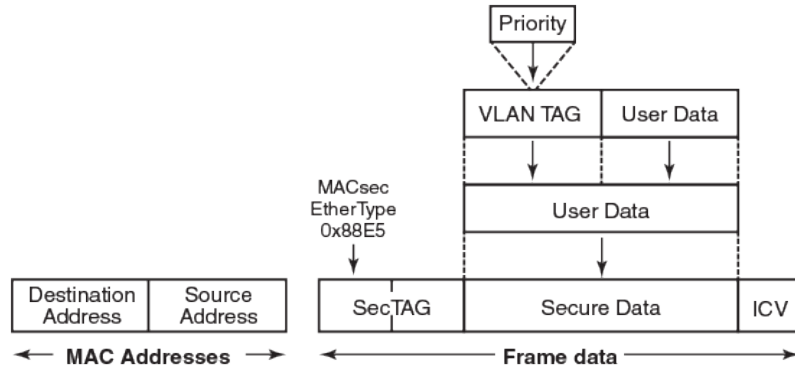 Priority
VLAN TAG
User Data
MACsec
EtherType
0x88E5
User Data
Destination
Address
Source
Address
SecTAG
Secure Data
ICV
MAC Addresses
Frame data